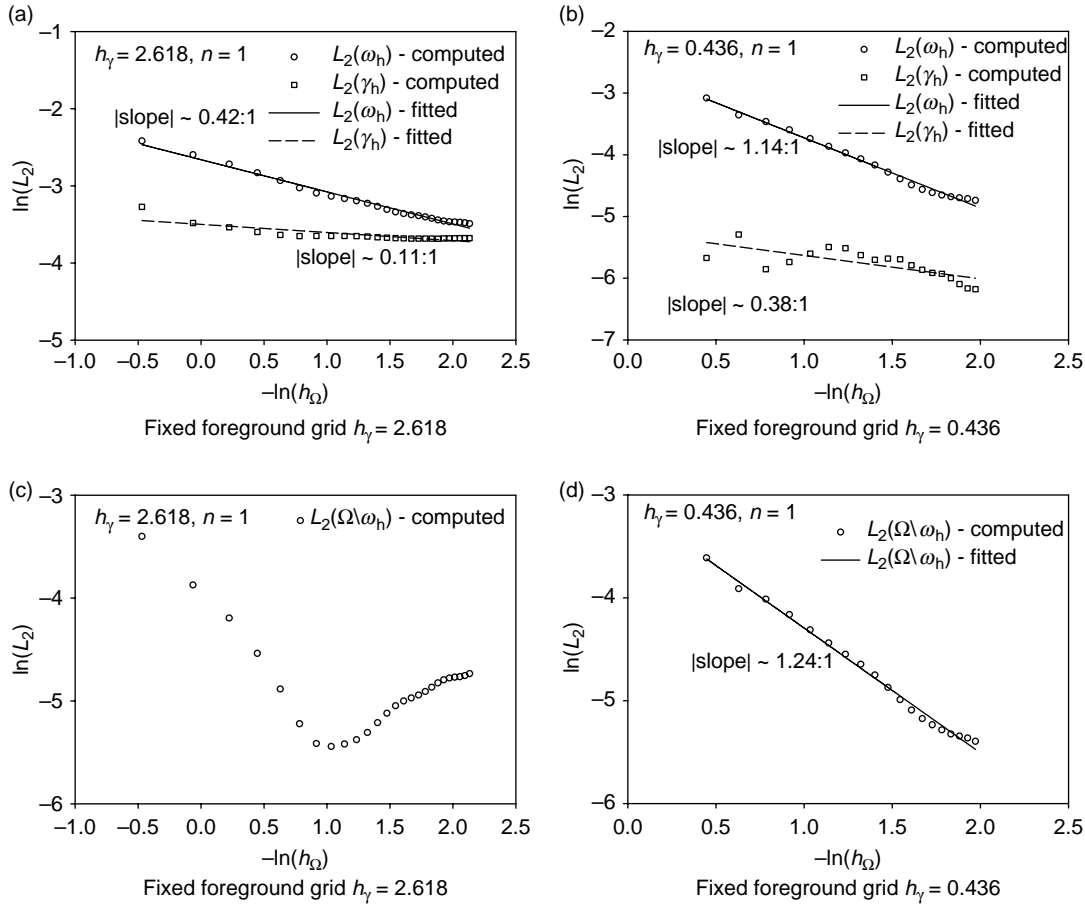 (a)
–1
–2
–3
–4
–5
ln(L₂)
hγ = 2.618, n = 1
L₂(ωh) - computed
L₂(γh) - computed
L₂(ωh) - fitted
L₂(γh) - fitted
|slope| ~ 0.42:1
|slope| ~ 0.11:1
–1.0 –0.5 0.0 0.5 1.0 1.5 2.0 2.5
–ln(hΩ)
Fixed foreground grid hγ = 2.618
(b)
–2
–3
–4
–5
–6
–7
ln(L₂)
hγ = 0.436, n = 1
L₂(ωh) - computed
L₂(γh) - computed
L₂(ωh) - fitted
L₂(γh) - fitted
|slope| ~ 1.14:1
|slope| ~ 0.38:1
0.0 0.5 1.0 1.5 2.0 2.5
–ln(hΩ)
Fixed foreground grid hγ = 0.436
(c)
–3
–4
–5
–6
ln(L₂)
hγ = 2.618, n = 1
L₂(Ω\ωh) - computed
–1.0 –0.5 0.0 0.5 1.0 1.5 2.0 2.5
–ln(hΩ)
Fixed foreground grid hγ = 2.618
(d)
–3
–4
–5
–6
ln(L₂)
hγ = 0.436, n = 1
L₂(Ω\ωh) - computed
L₂(Ω\ωh) - fitted
|slope| ~ 1.24:1
0.0 0.5 1.0 1.5 2.0 2.5
–ln(hΩ)
Fixed foreground grid hγ = 0.436